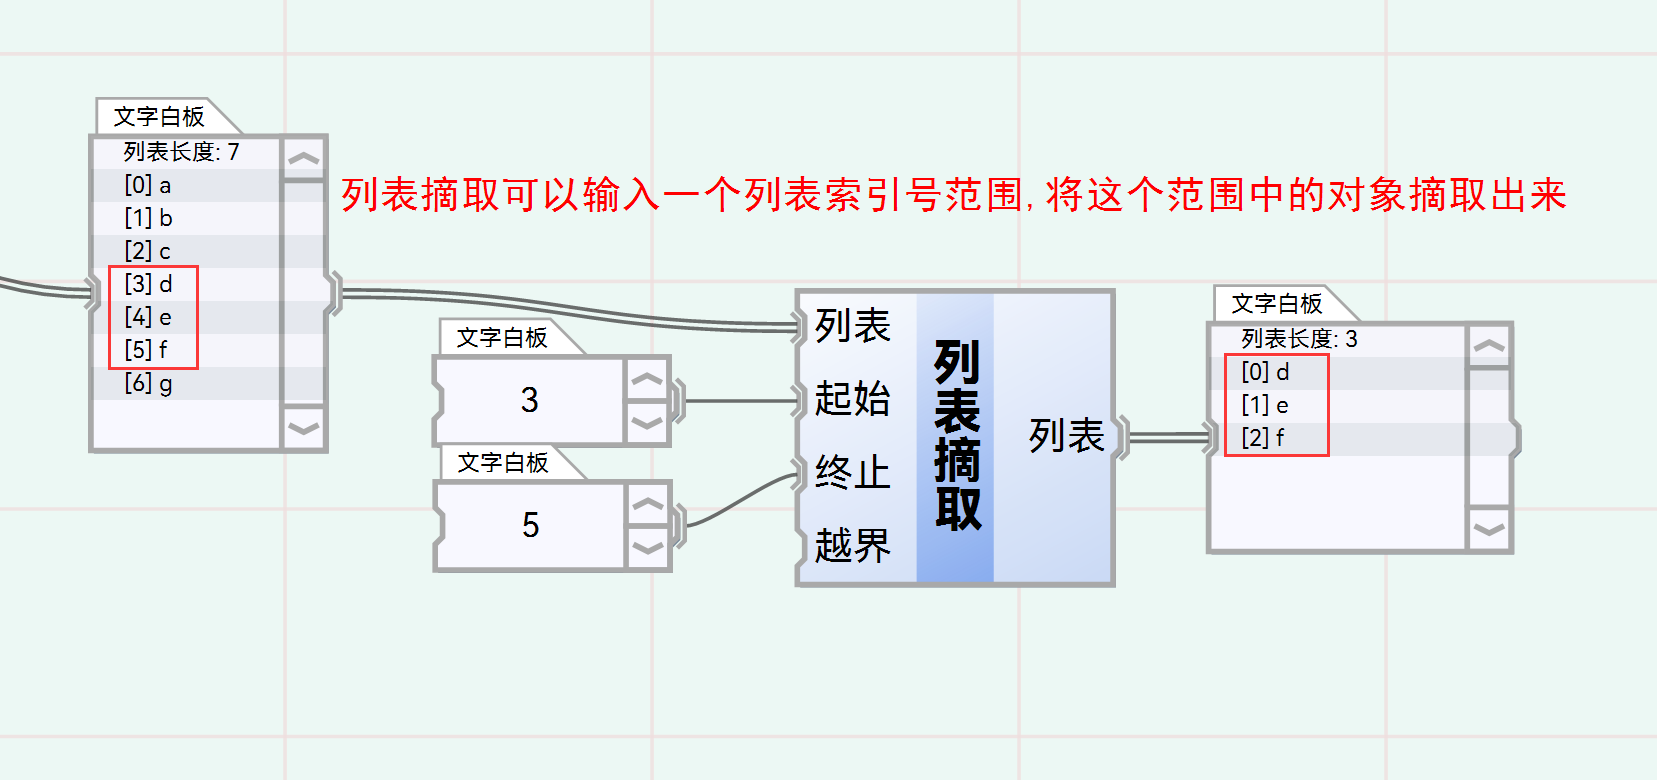 文字白板
列表长度: 7
[0] a
[1] b
[2] c
[3] d
[4] e
[5] f
[6] g
列表摘取可以输入一个列表索引号范围, 将这个范围中的对象摘取出来
文字白板
3
文字白板
5
列表
起始
终止
越界
列表摘取
列表
文字白板
列表长度: 3
[0] d
[1] e
[2] f